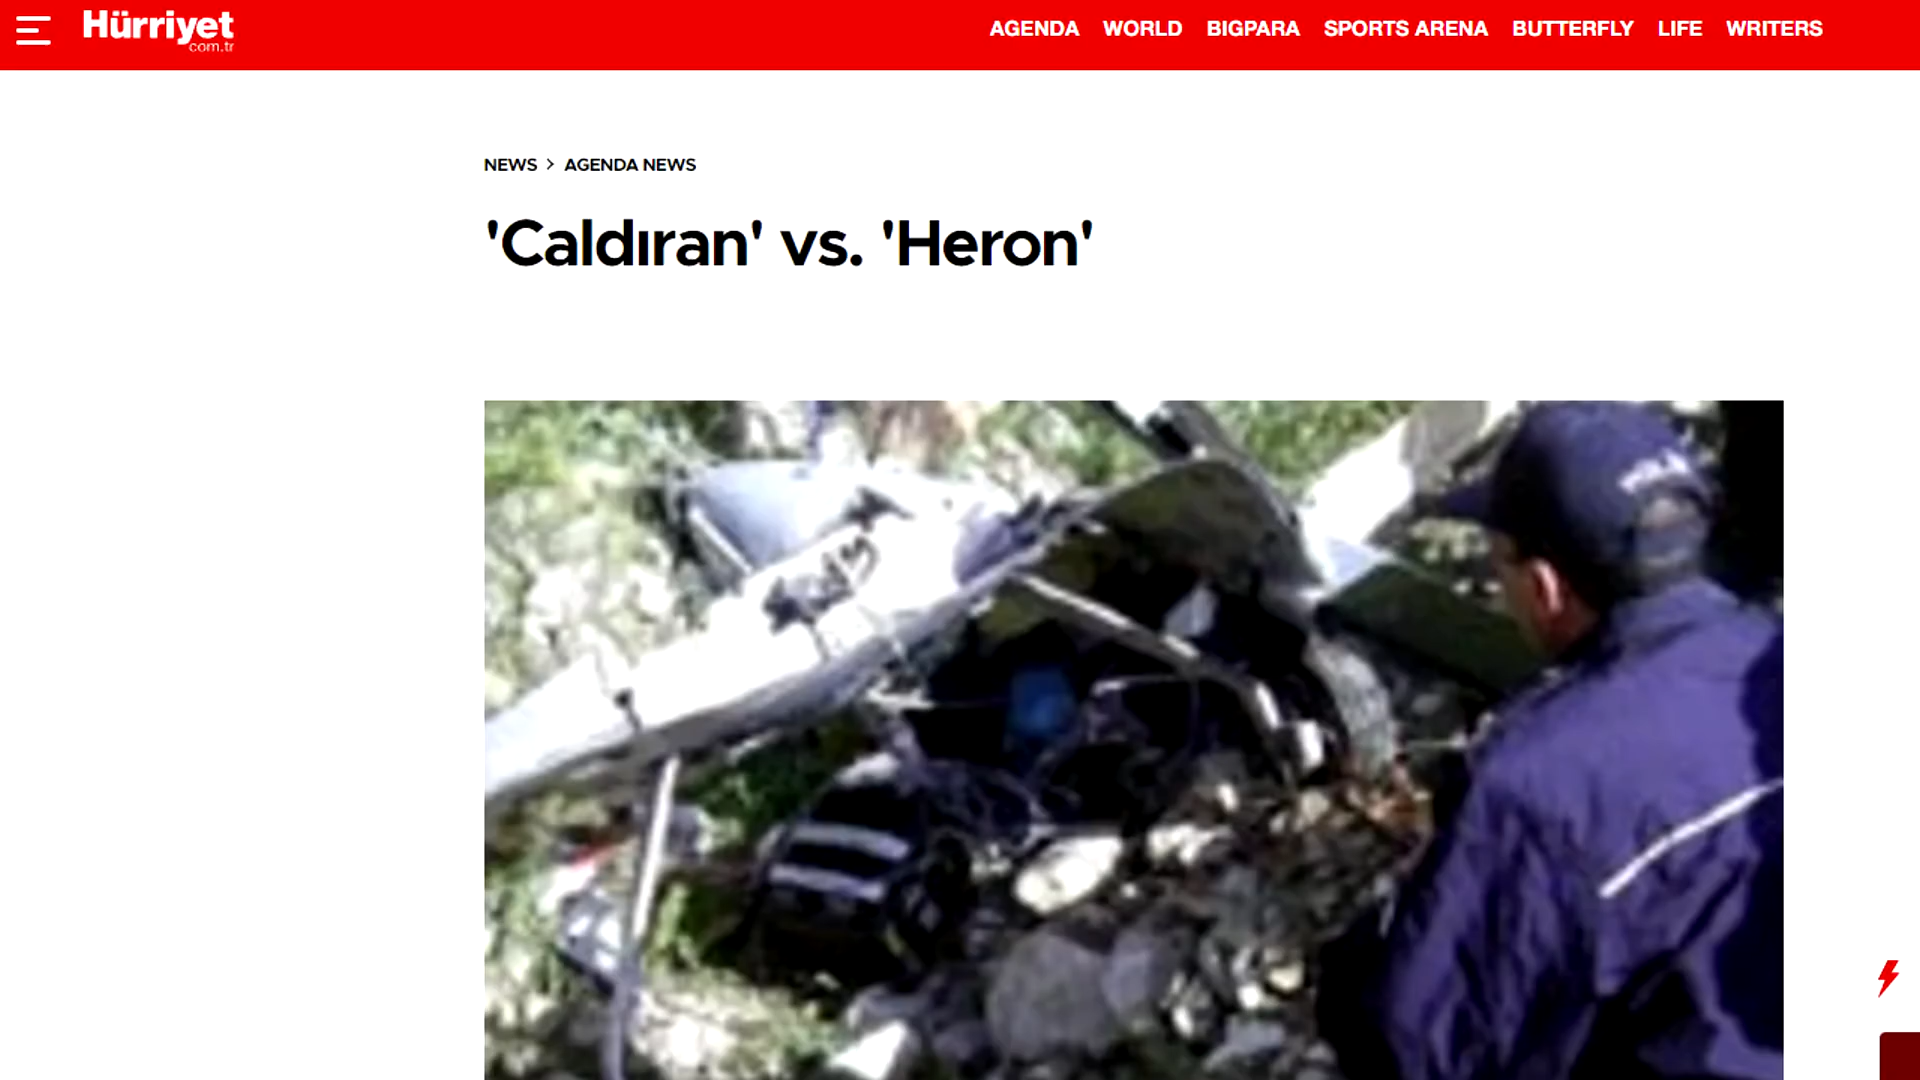 Hürriyet
com.tr
AGENDA WORLD BIGPARA SPORTS ARENA BUTTERFLY LIFE WRITERS
NEWS > AGENDA NEWS
'Caldıran' vs. 'Heron'